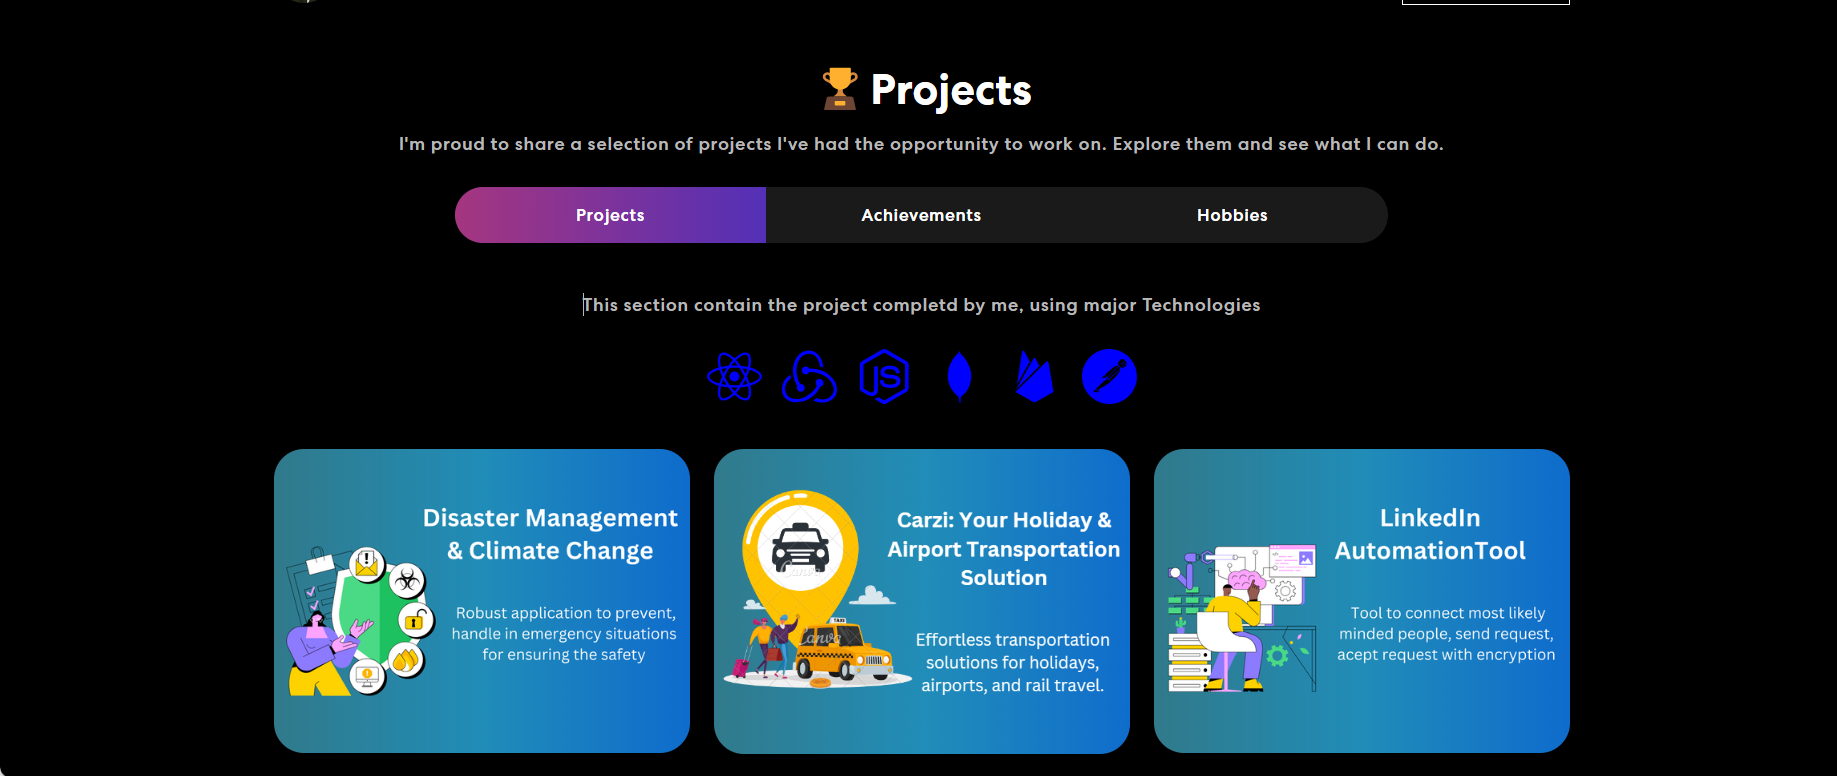 Projects
I'm proud to share a selection of projects I've had the opportunity to work on. Explore them and see what I can do.
Projects
Achievements
Hobbies
This section contain the project completd by me, using major Technologies
JS
Disaster Management
& Climate Change
Robust application to prevent,
handle in emergency situations
for ensuring the safety
Carzi: Your Holiday &
Airport Transportation
Solution
TAXI
Canva
Effortless transportation
solutions for holidays,
airports, and rail travel.
LinkedIn
AutomationTool
Tool to connect most likely
minded people, send request,
acept request with encryption